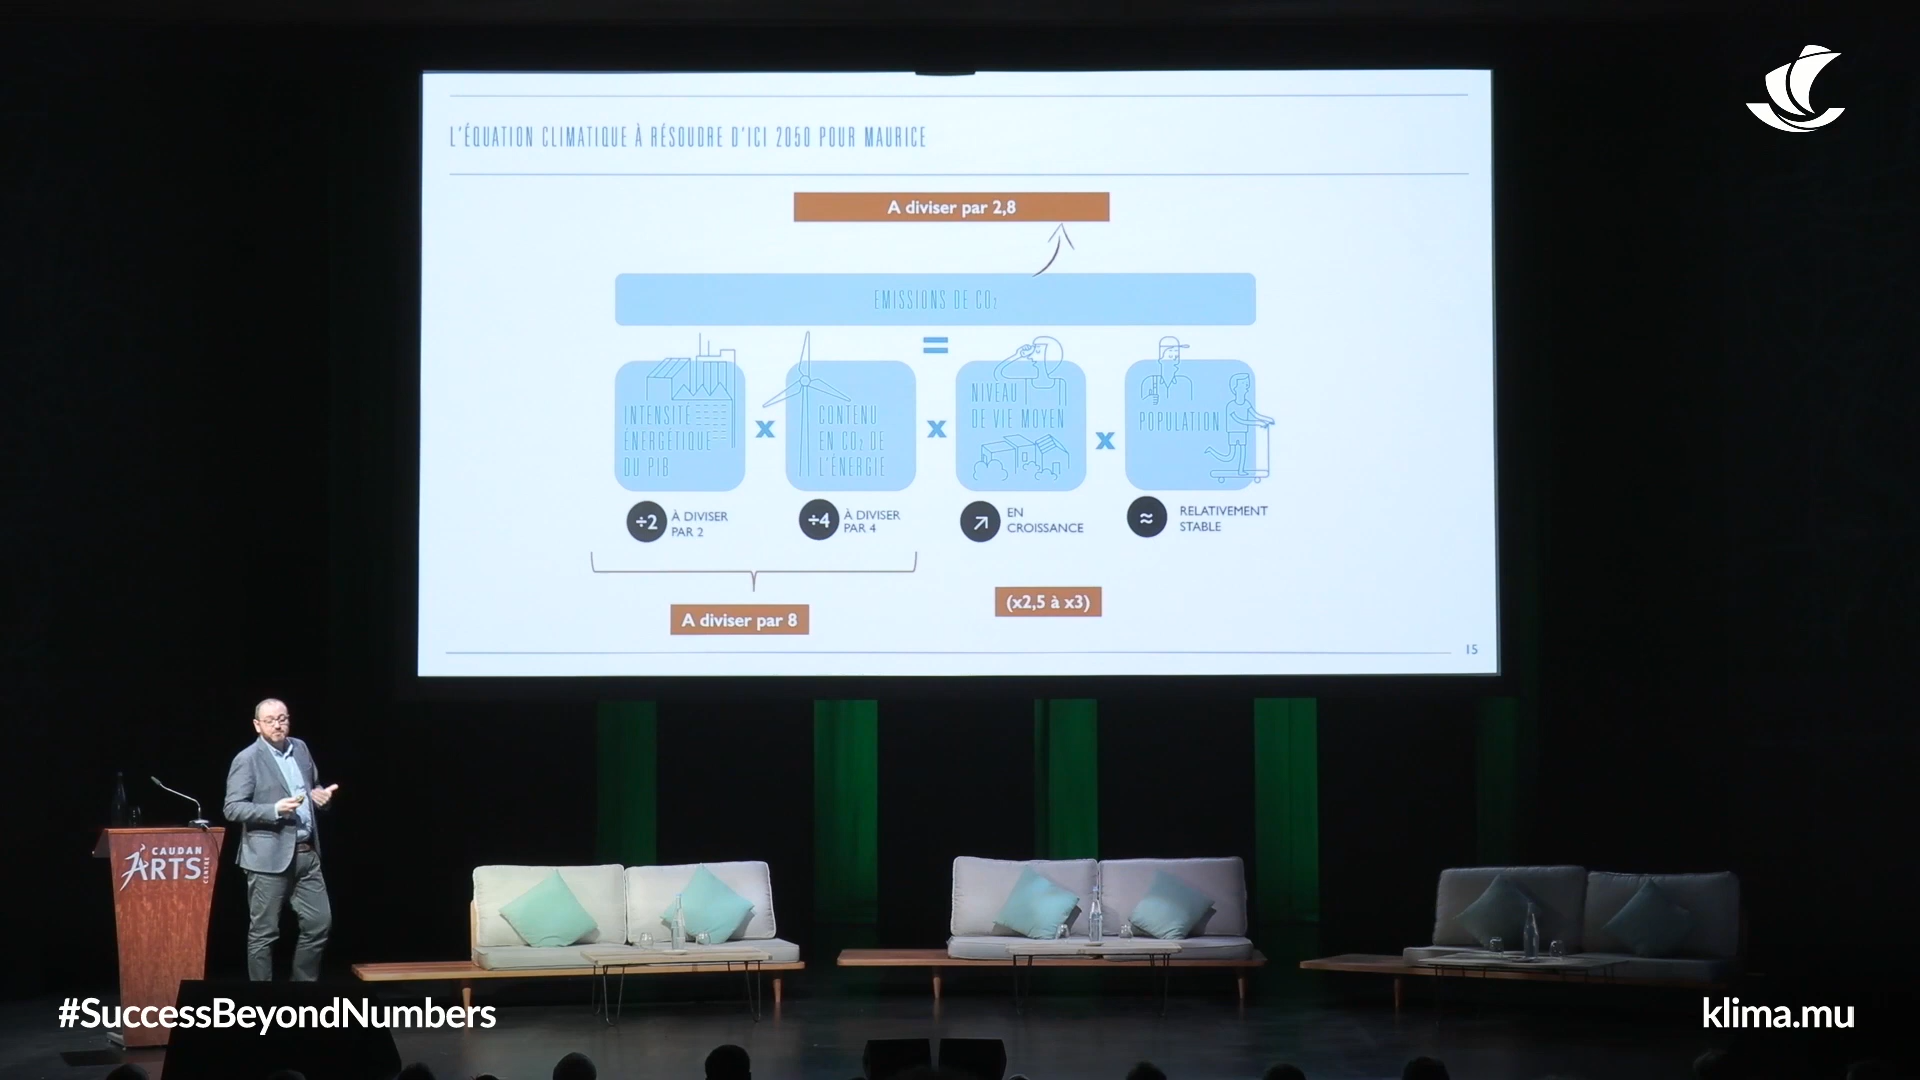 L'ÉQUATION CLIMATIQUE À RÉSOUDRE D'ICI 2050 POUR MAURICE
A diviser par 2,8
EMISSIONS DE CO₂
=
INTENSITÉ
ÉNERGÉTIQUE
DU PIB
x
CONTENU
EN CO₂ DE
L'ÉNERGIE
x
NIVEAU
DE VIE MOYEN
x
POPULATION
÷2
À DIVISER
PAR 2
÷4
À DIVISER
PAR 4
EN
CROISSANCE
≈
RELATIVEMENT
STABLE
A diviser par 8
(x2,5 à x3)
15
CAUDAN
ARTS
CENTRE
#SuccessBeyondNumbers
klima.mu